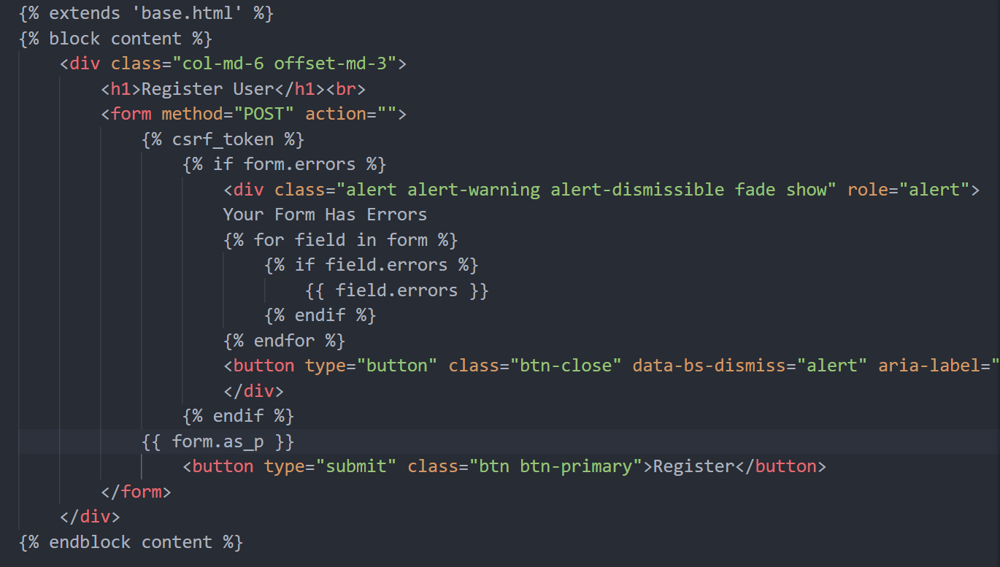 {% extends 'base.html' %}
{% block content %}
    <div class="col-md-6 offset-md-3">
        <h1>Register User</h1><br>
        <form method="POST" action="">
            {% csrf_token %}
                {% if form.errors %}
                    <div class="alert alert-warning alert-dismissible fade show" role="alert">
                    Your Form Has Errors
                    {% for field in form %}
                        {% if field.errors %}
                            {{ field.errors }}
                        {% endif %}
                    {% endfor %}
                    <button type="button" class="btn-close" data-bs-dismiss="alert" aria-label="
                    </div>
                {% endif %}
            {{ form.as_p }}
                <button type="submit" class="btn btn-primary">Register</button>
        </form>
    </div>
{% endblock content %}